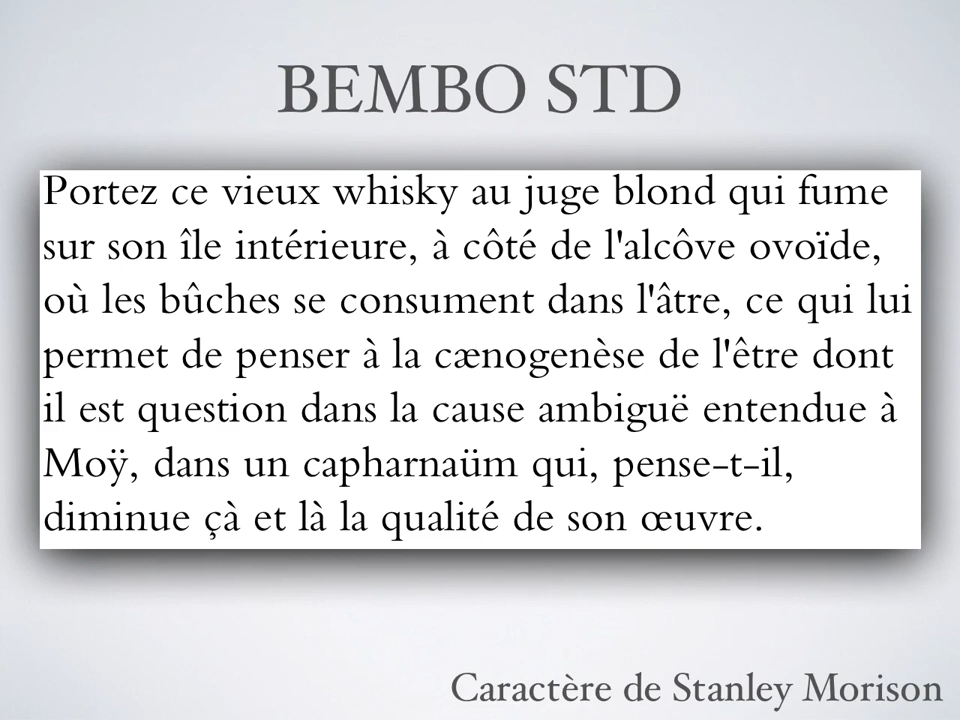 BEMBO STD
Portez ce vieux whisky au juge blond qui fume
sur son île intérieure, à côté de l'alcôve ovoïde,
où les bûches se consument dans l'âtre, ce qui lui
permet de penser à la cænogenèse de l'être dont
il est question dans la cause ambiguë entendue à
Moÿ, dans un capharnaüm qui, pense-t-il,
diminue çà et là la qualité de son œuvre.
Caractère de Stanley Morison